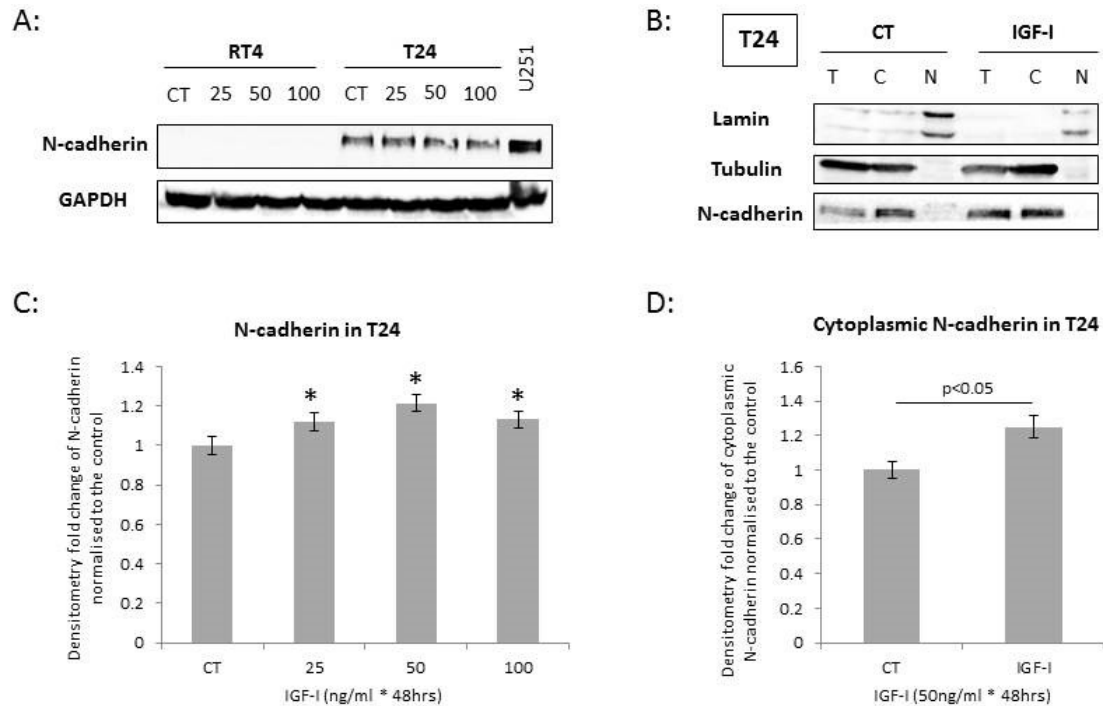 A:
RT4 T24 U251
CT 25 50 100 CT 25 50 100
N-cadherin
GAPDH
B:
T24 CT IGF-I
T C N T C N
Lamin
Tubulin
N-cadherin
C:
N-cadherin in T24
Densitometry fold change of N-cadherin
normalised to the control
1.4
1.2
1
0.8
0.6
0.4
0.2
0
* * *
CT 25 50 100
IGF-I (ng/ml * 48hrs)
D:
Cytoplasmic N-cadherin in T24
Densitometry fold change of cytoplasmic
N-cadherin normalised to the control
1.6
1.4
1.2
1
0.8
0.6
0.4
0.2
0
p<0.05
CT IGF-I
IGF-I (50ng/ml * 48hrs)